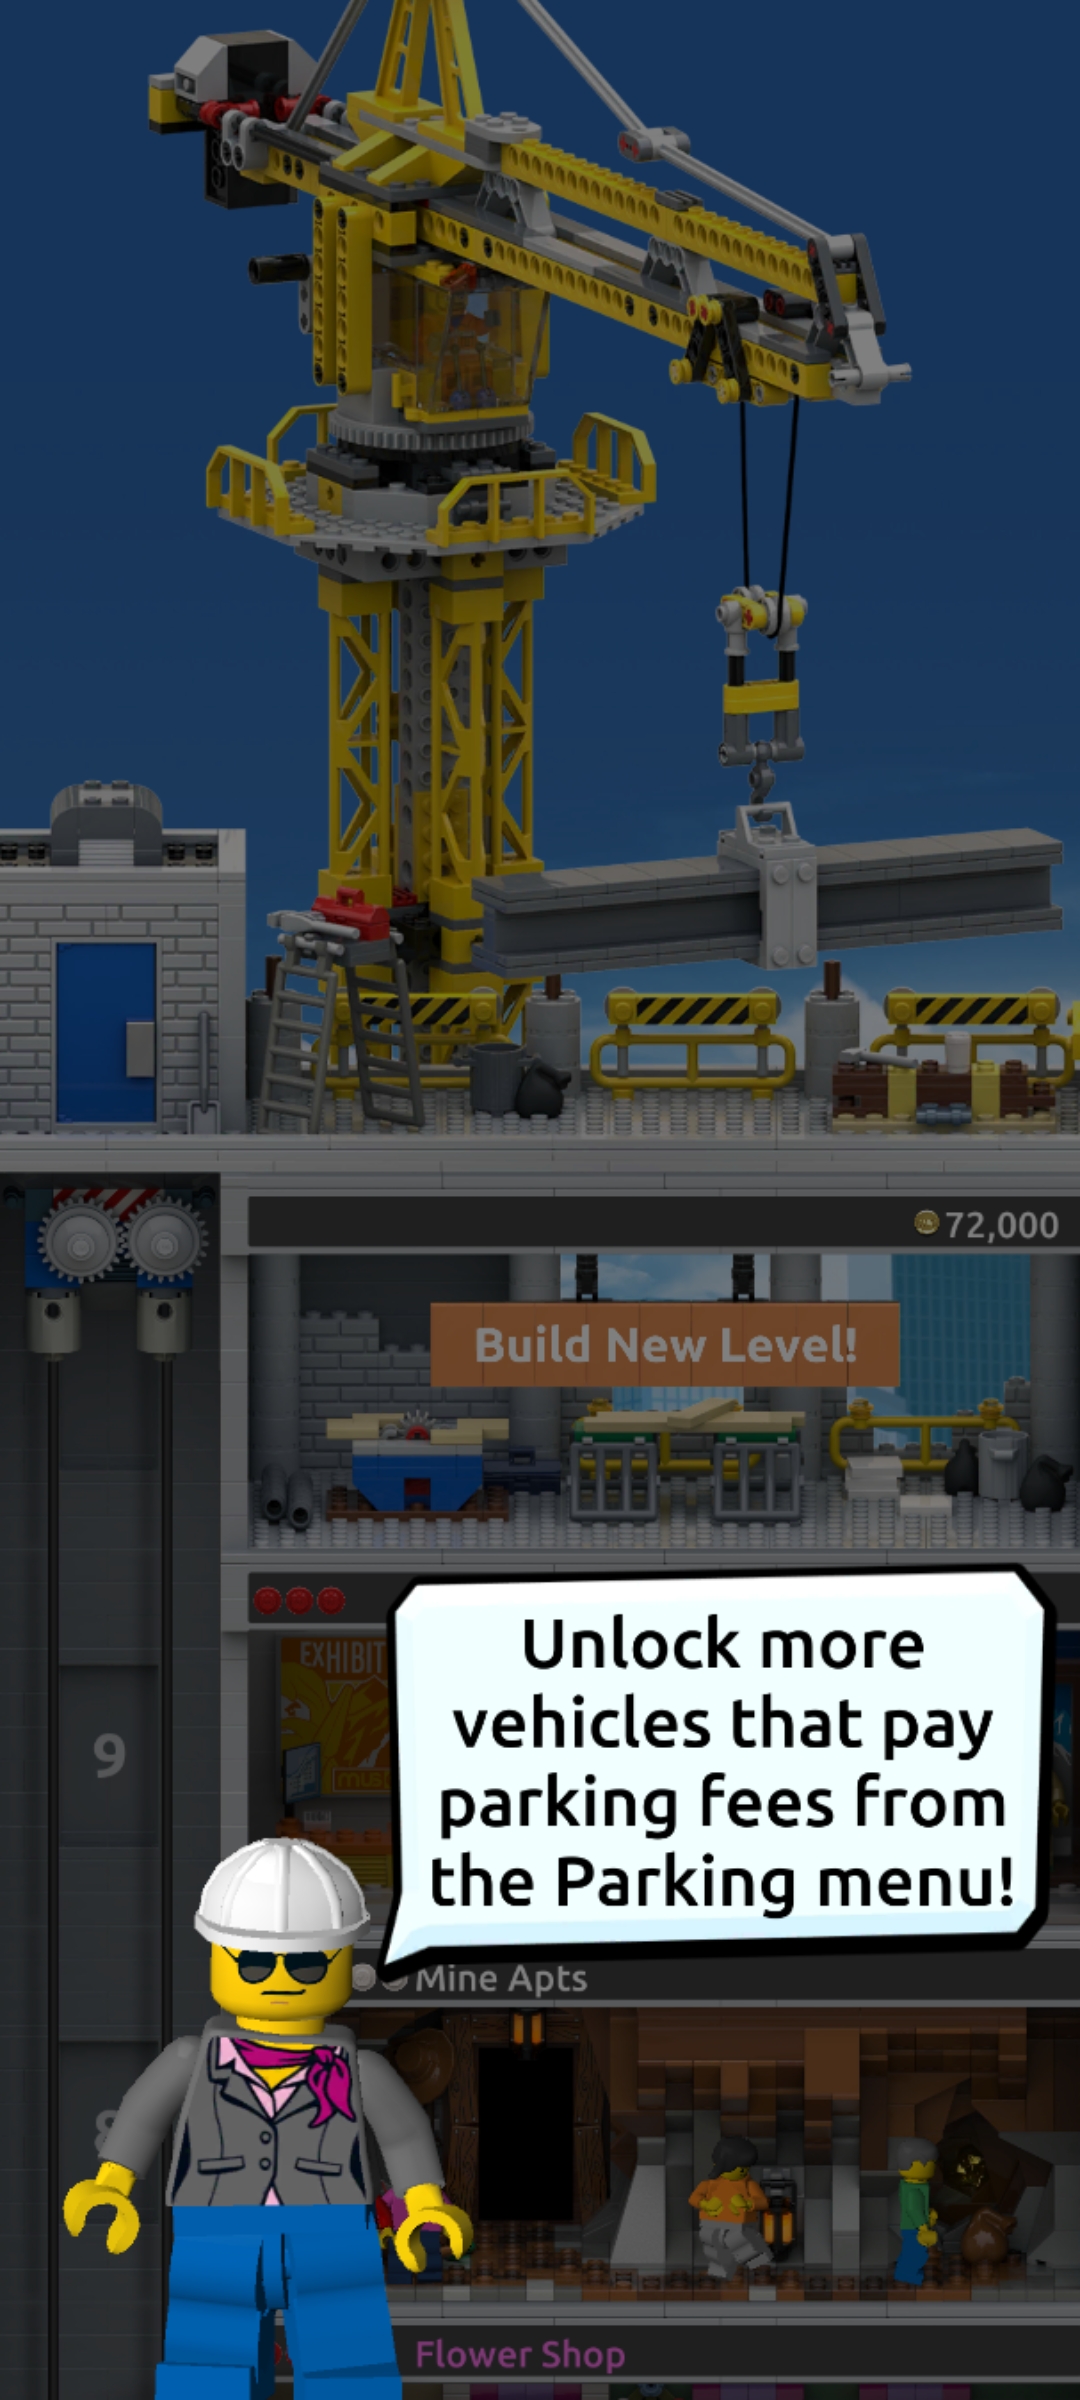 72,000
Build New Level!
EXHIBIT
Unlock more
vehicles that pay
parking fees from
the Parking menu!
9
Mine Apts
8
Flower Shop